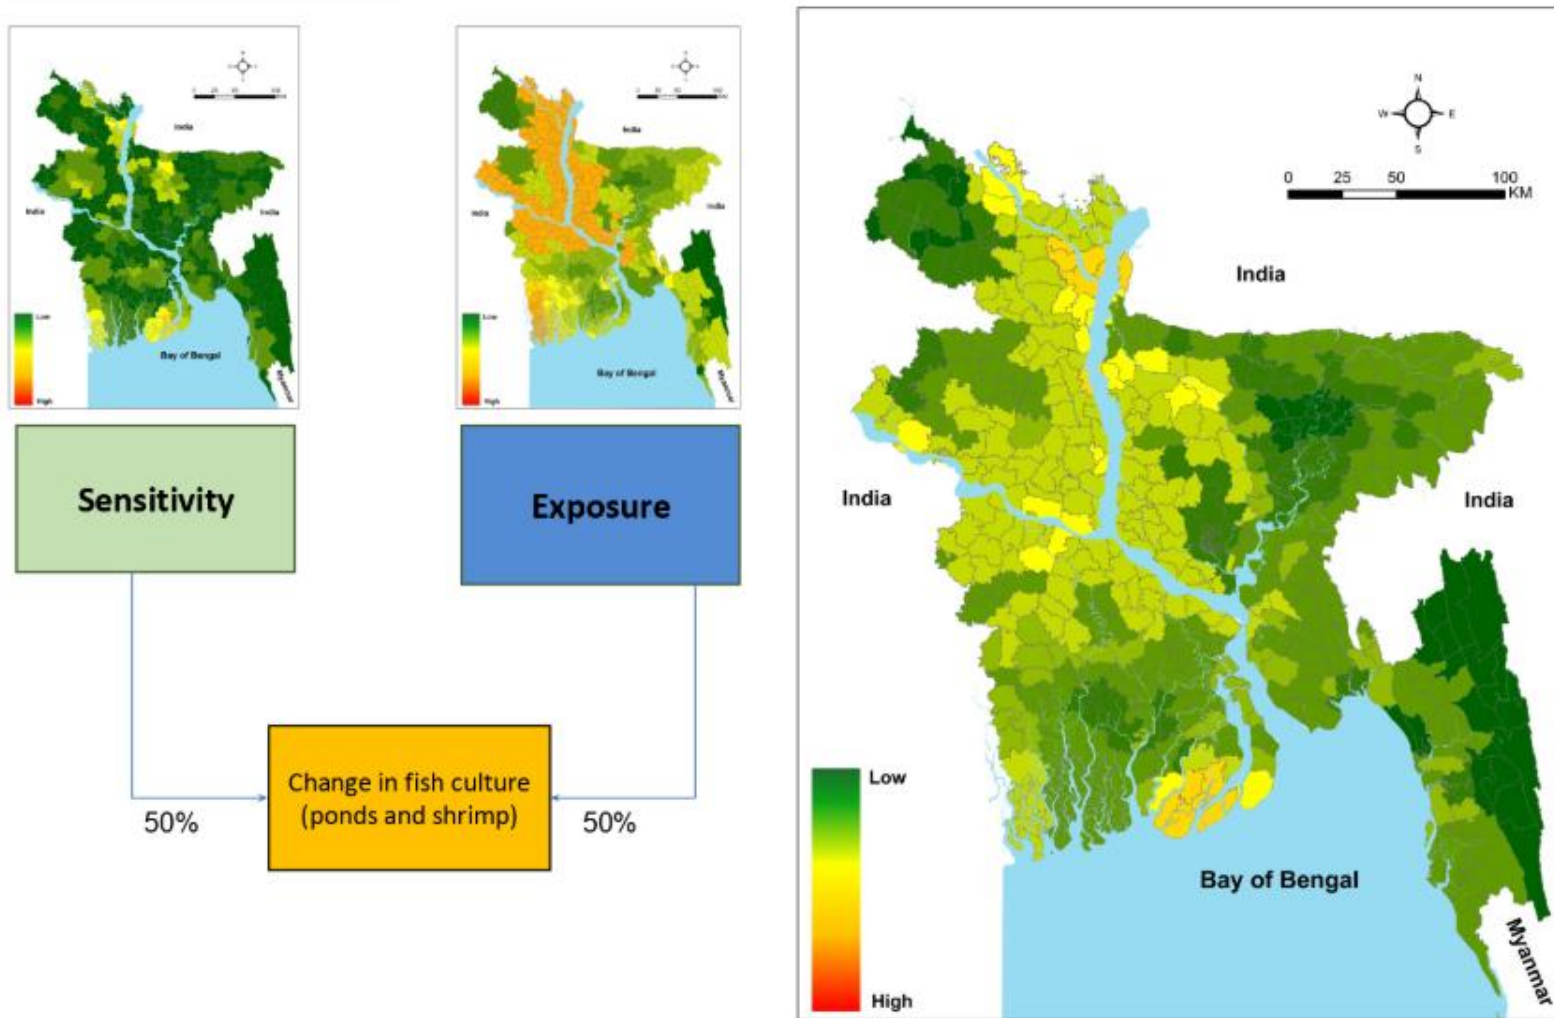 India
India
India
Bay of Bengal
Myanmar
Low
High
Sensitivity
India
India
India
Bay of Bengal
Myanmar
Low
High
Exposure
50%
Change in fish culture
(ponds and shrimp)
50%
N
W E
S
0 25 50 100
KM
India
India
India
Low
High
Bay of Bengal
Myanmar